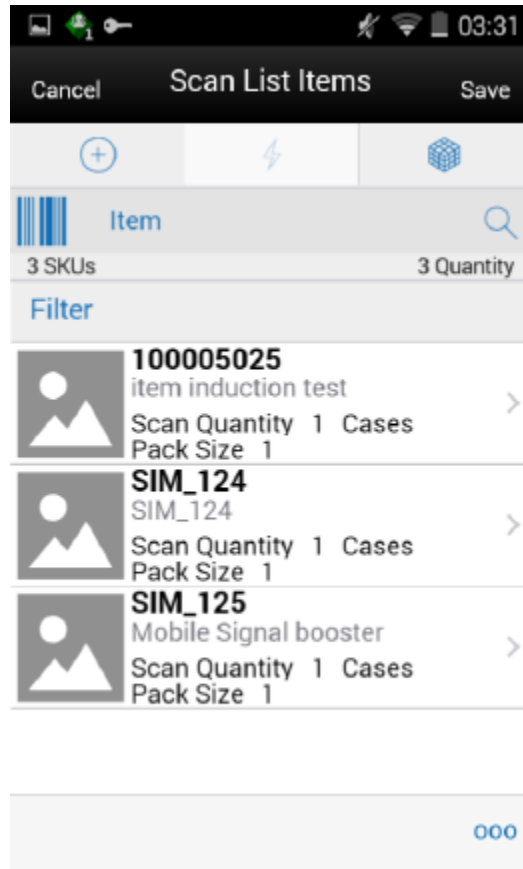 1 03:31
Cancel Scan List Items Save
Item
3 SKUs 3 Quantity
Filter
100005025
item induction test
Scan Quantity 1 Cases
Pack Size 1
SIM_124
SIM_124
Scan Quantity 1 Cases
Pack Size 1
SIM_125
Mobile Signal booster
Scan Quantity 1 Cases
Pack Size 1